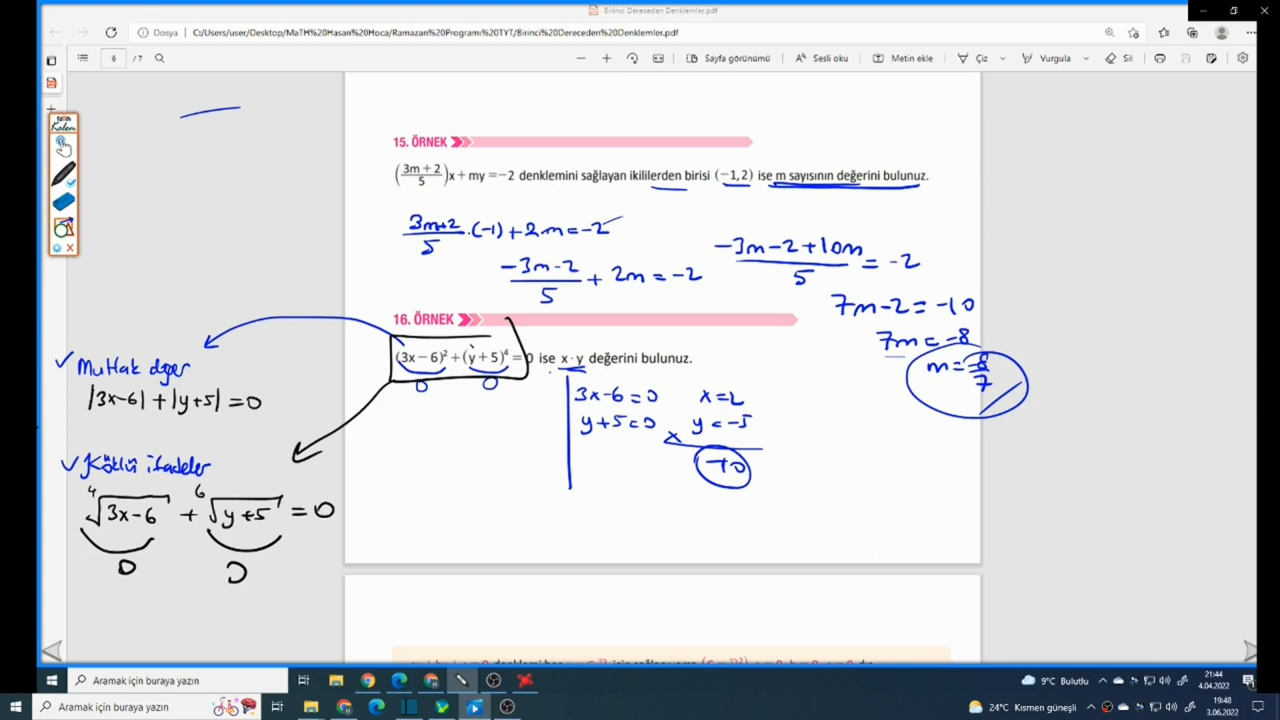 Birinci Dereceden Denklemler.pdf
Dosya C:/Users/user/Desktop/MaTH%20Hasan%20Hoca/Ramazan%20Programı%20TYT/Birinci%20Dereceden%20Denklemler.pdf
6 / 7
Sayfa görünümü
Sesli oku
Metin ekle
Çiz
Vurgula
Sil
fatih
Kalem
15. ÖRNEK
((3m + 2)/5)x + my = −2 denklemini sağlayan ikililerden birisi (−1, 2) ise m sayısının değerini bulunuz.
(3m+2)/5 · (-1) + 2m = -2
(-3m-2)/5 + 2m = -2
(-3m-2+10m)/5 = -2
7m-2 = -10
7m = -8
m = -8/7
16. ÖRNEK
(3x − 6)² + (y + 5)⁴ = 0 ise x · y değerini bulunuz.
0 0
3x-6=0 x=2
y+5=0 y=-5
x
-10
✓ Mutlak değer
|3x-6| + |y+5| = 0
✓ Köklü ifadeler
⁴√(3x-6) + ⁶√(y+5) = 0
0 0
Aramak için buraya yazın
9°C Bulutlu
21:44
4.04.2022
Aramak için buraya yazın
24°C Kısmen güneşli
19:48
3.06.2022